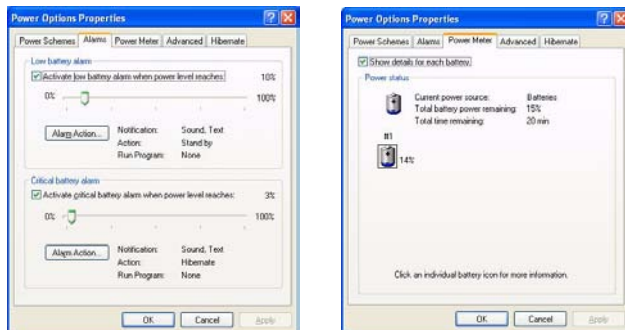 Power Options Properties
Power Schemes Alarms Power Meter Advanced Hibernate
Low battery alarm
Activate low battery alarm when power level reaches: 10%
0% 100%
Alarm Action... Notification: Sound, Text
Action: Stand by
Run Program: None
Critical battery alarm
Activate critical battery alarm when power level reaches: 3%
0% 100%
Alarm Action... Notification: Sound, Text
Action: Hibernate
Run Program: None
OK Cancel Apply
Power Options Properties
Power Schemes Alarms Power Meter Advanced Hibernate
Show details for each battery.
Power status
Current power source: Batteries
Total battery power remaining: 15%
Total time remaining: 20 min
#1
14%
Click an individual battery icon for more information.
OK Cancel Apply